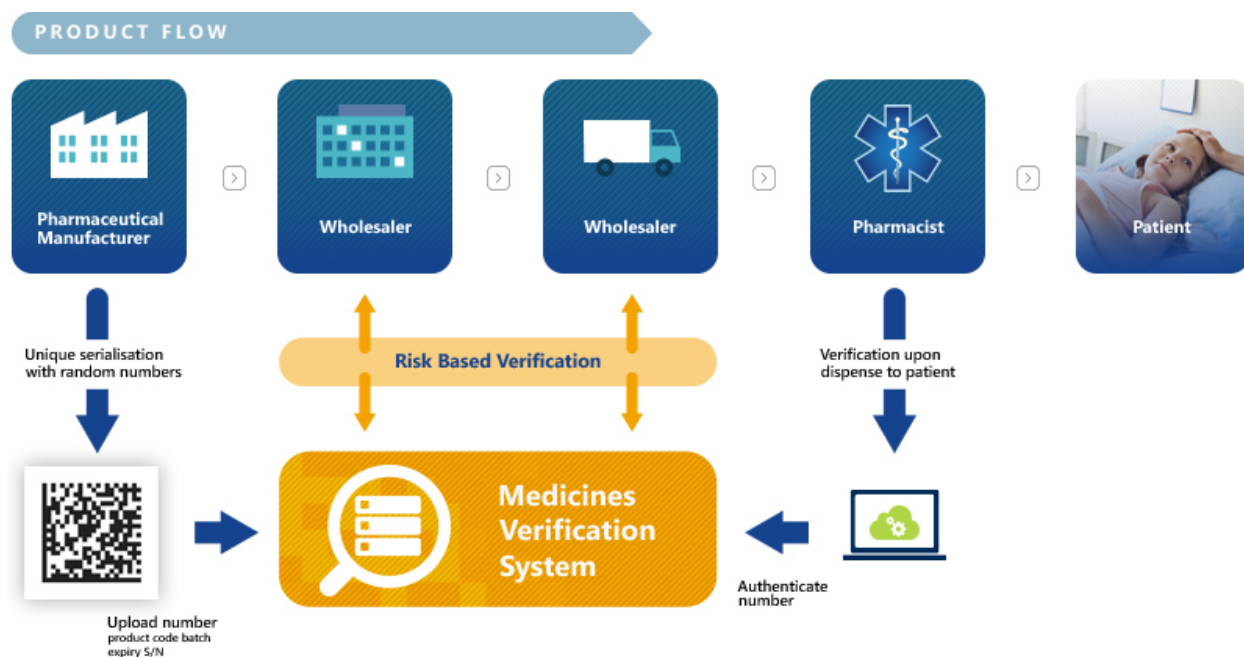 PRODUCT FLOW
Pharmaceutical
Manufacturer
Wholesaler
Wholesaler
Pharmacist
Patient
Unique serialisation
with random numbers
Risk Based Verification
Verification upon
dispense to patient
Medicines
Verification
System
Authenticate
number
Upload number
product code batch
expiry S/N